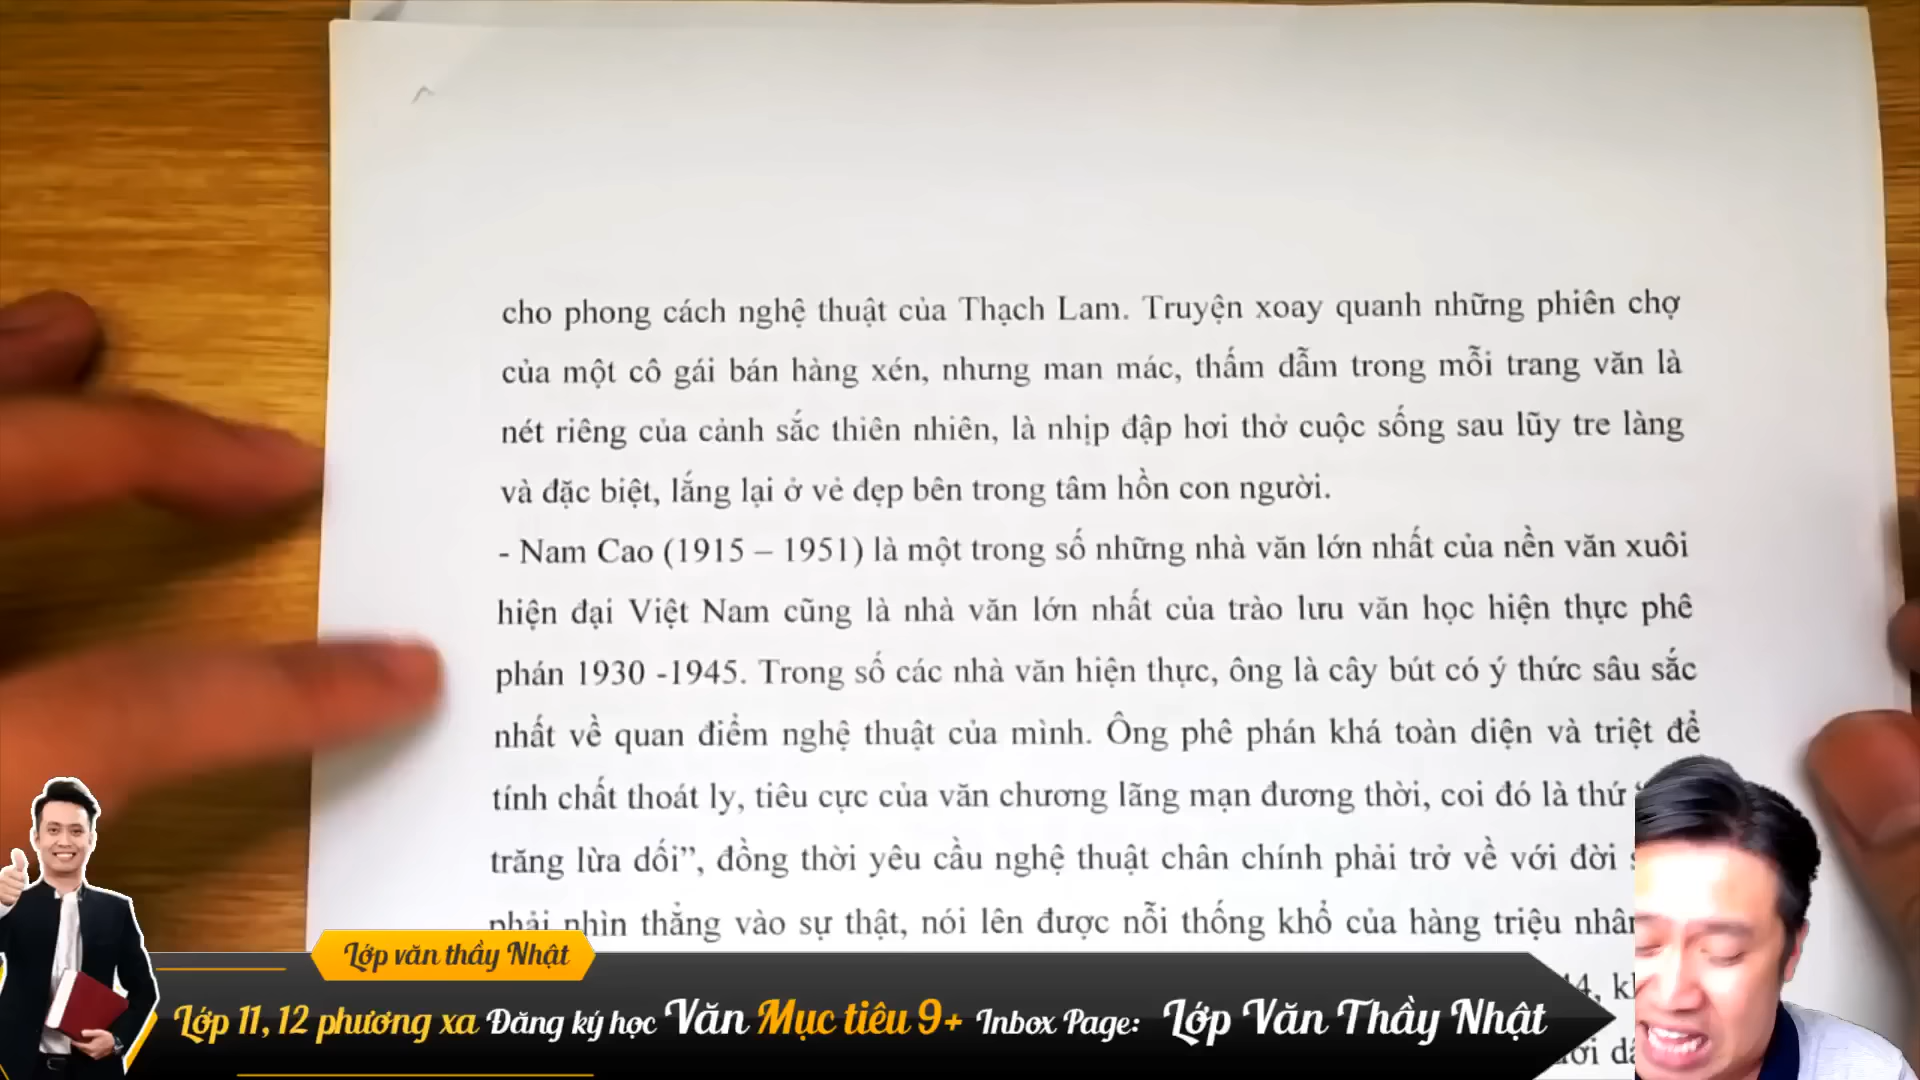 cho phong cách nghệ thuật của Thạch Lam. Truyện xoay quanh những phiên chợ
của một cô gái bán hàng xén, nhưng man mác, thấm dẫm trong mỗi trang văn là
nét riêng của cảnh sắc thiên nhiên, là nhịp đập hơi thở cuộc sống sau lũy tre làng
và đặc biệt, lắng lại ở vẻ đẹp bên trong tâm hồn con người.
- Nam Cao (1915 – 1951) là một trong số những nhà văn lớn nhất của nền văn xuôi
hiện đại Việt Nam cũng là nhà văn lớn nhất của trào lưu văn học hiện thực phê
phán 1930 -1945. Trong số các nhà văn hiện thực, ông là cây bút có ý thức sâu sắc
nhất về quan điểm nghệ thuật của mình. Ông phê phán khá toàn diện và triệt để
tính chất thoát ly, tiêu cực của văn chương lãng mạn đương thời, coi đó là thứ
trăng lừa dối”, đồng thời yêu cầu nghệ thuật chân chính phải trở về với đời
phải nhìn thẳng vào sự thật, nói lên được nỗi thống khổ của hàng triệu nhân
Lớp văn thầy Nhật
Lớp 11, 12 phương xa Đăng ký học Văn Mục tiêu 9+ Inbox Page: Lớp Văn Thầy Nhật